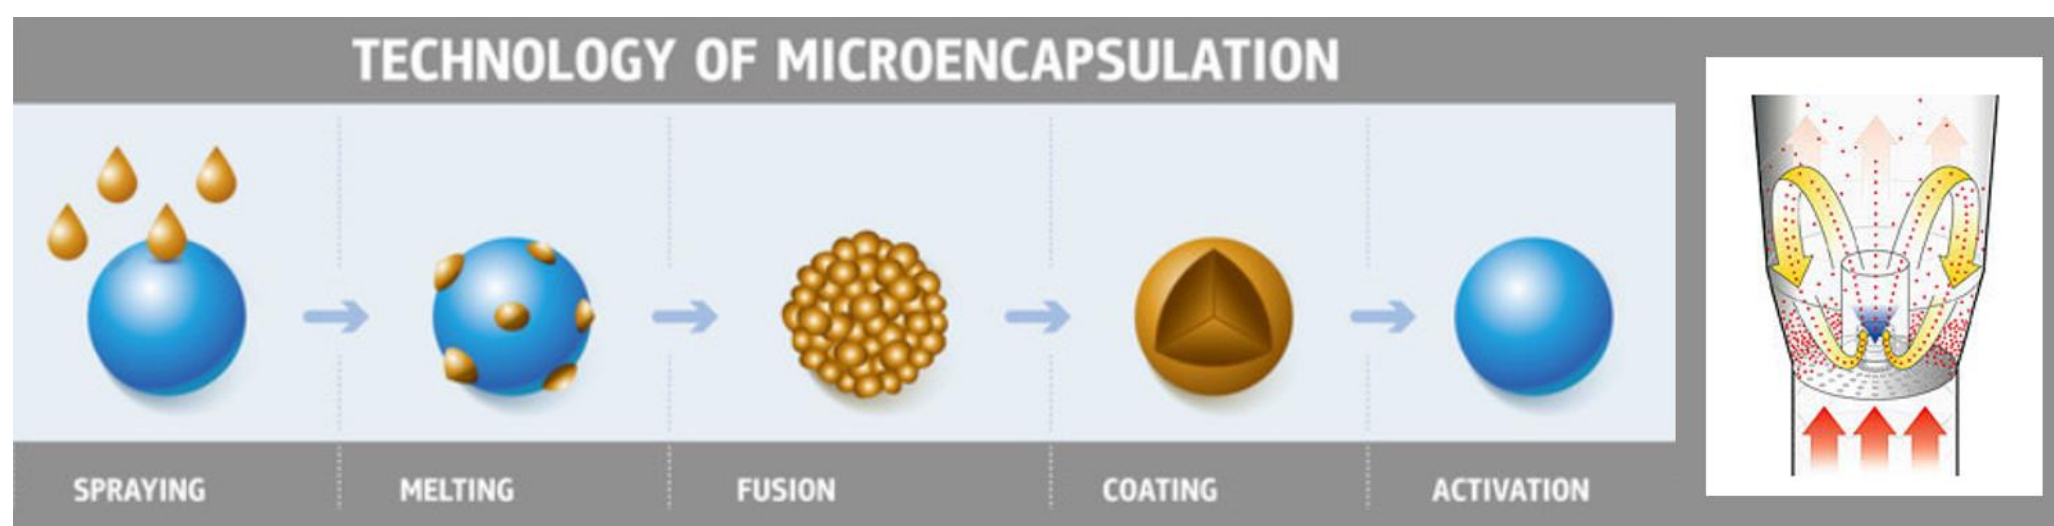 TECHNOLOGY OF MICROENCAPSULATION
SPRAYING
MELTING
FUSION
COATING
ACTIVATION